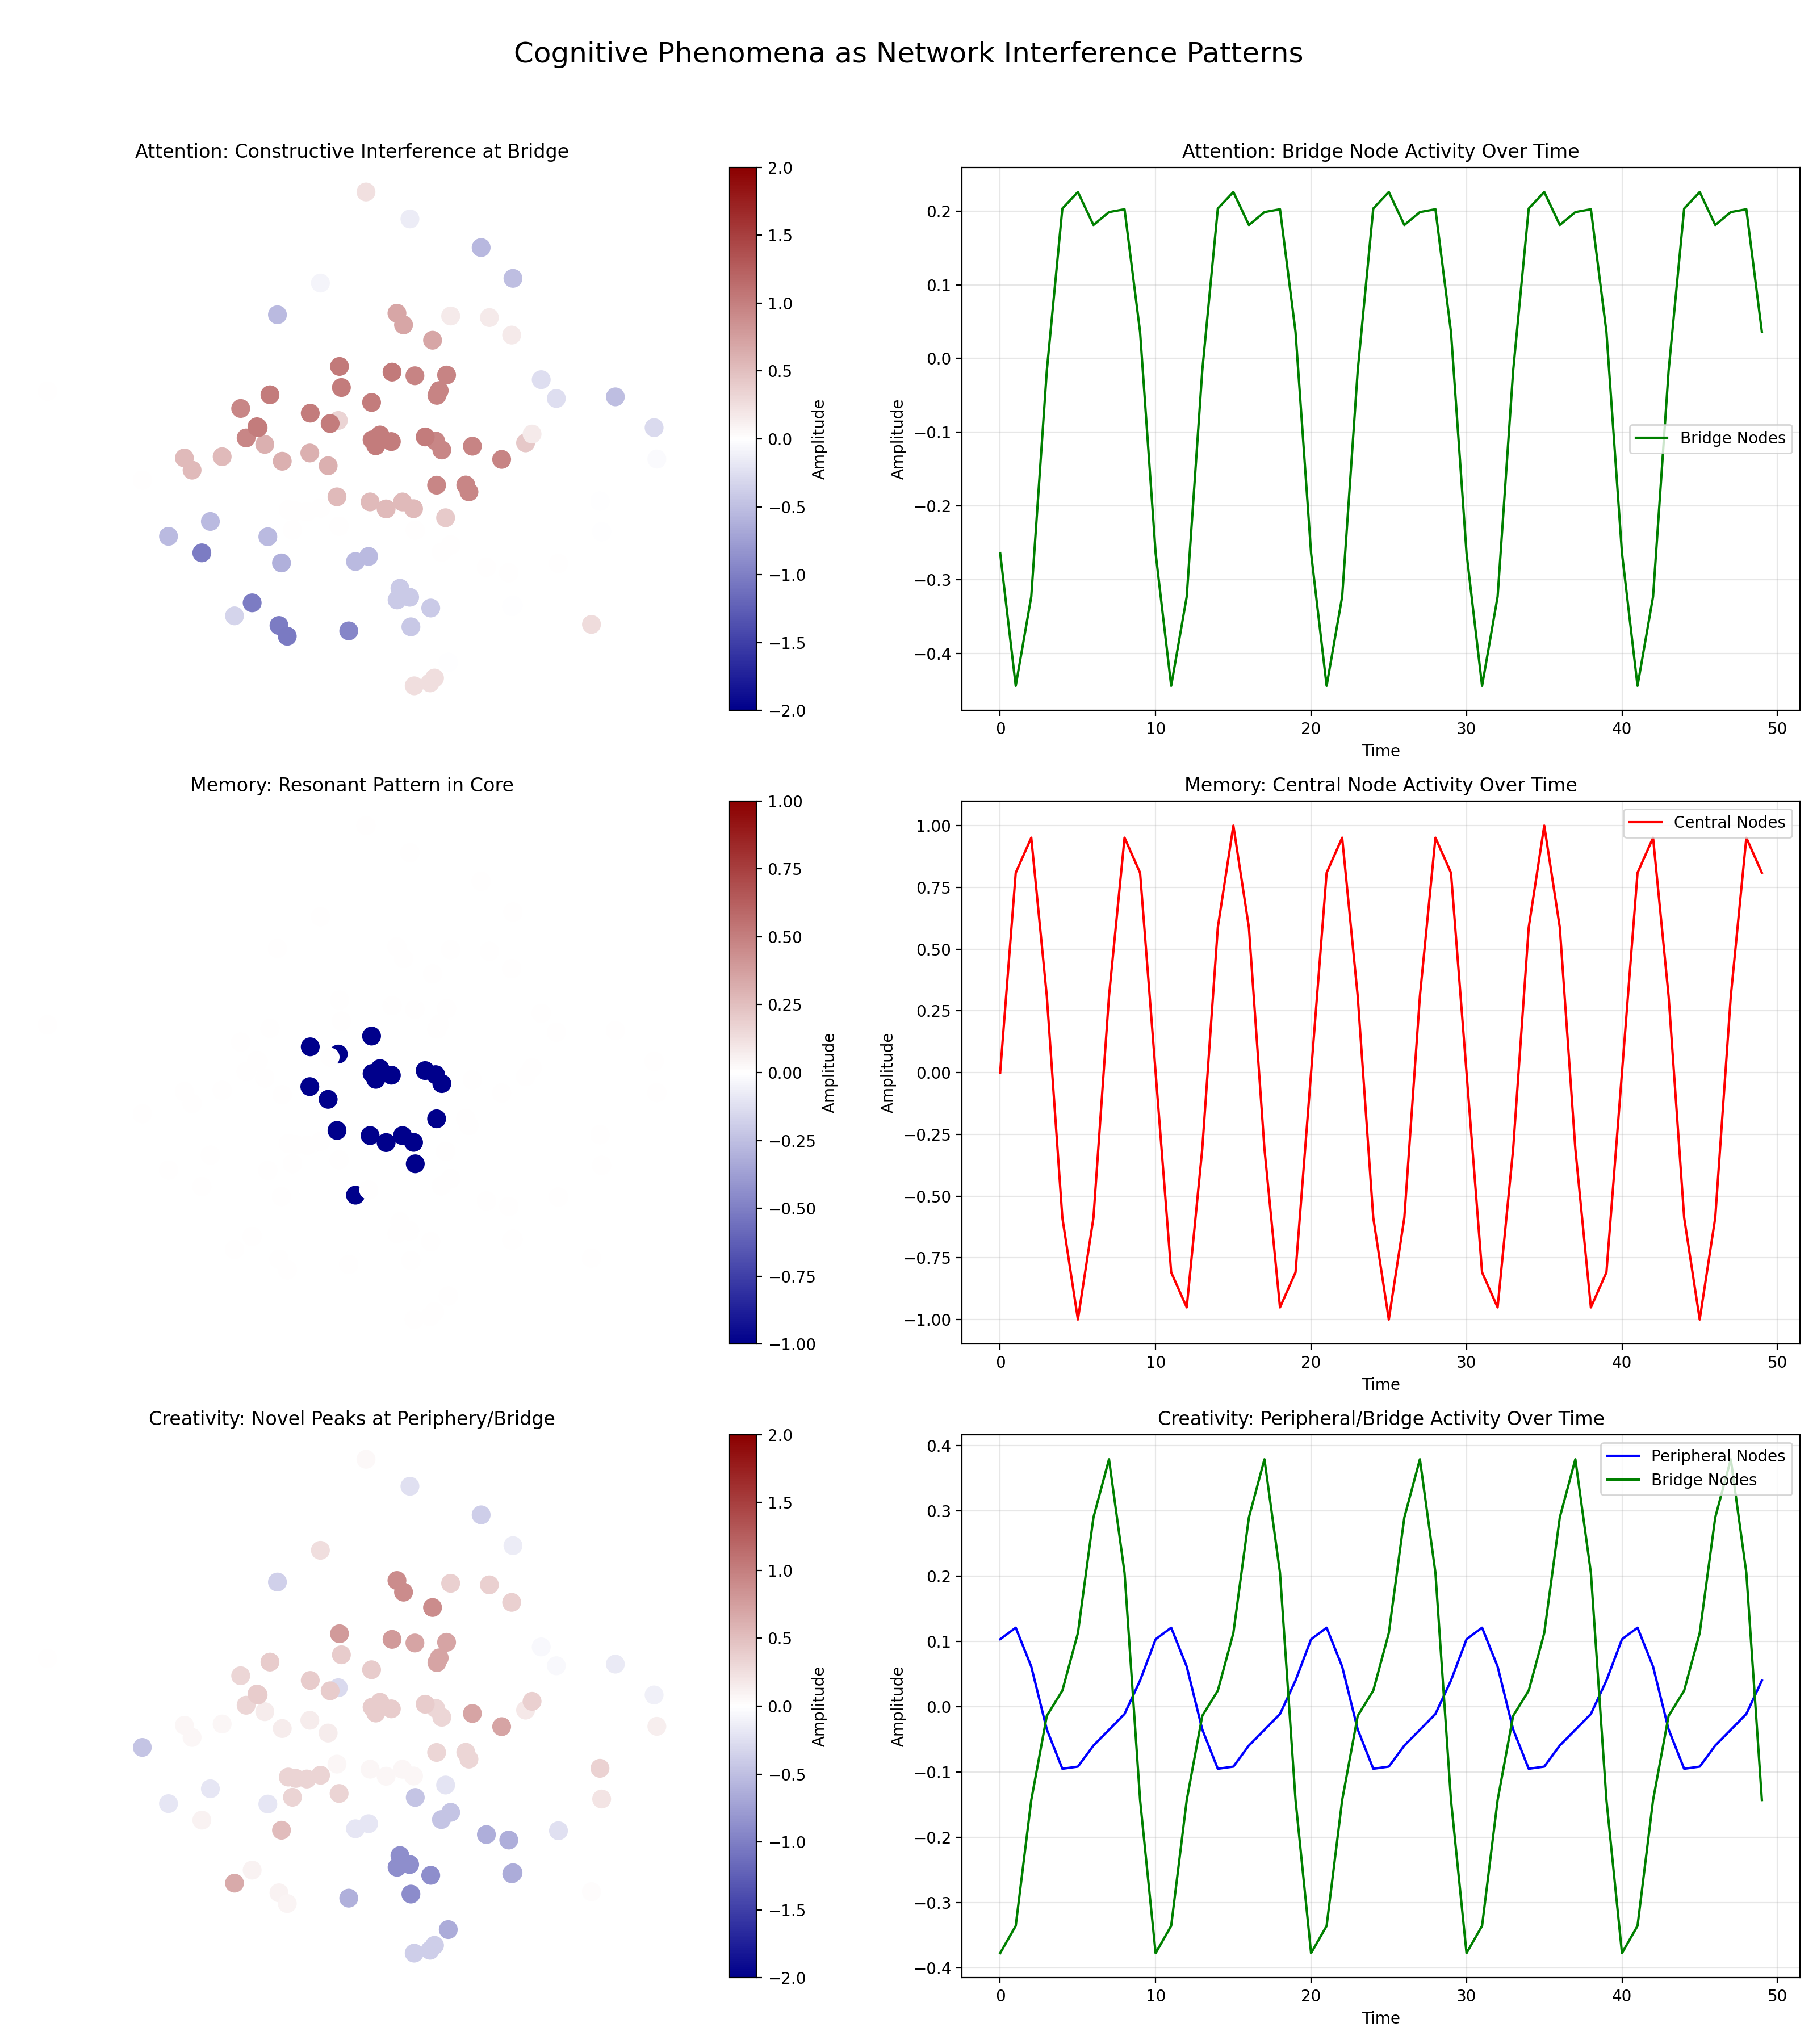 Cognitive Phenomena as Network Interference Patterns
Attention: Constructive Interference at Bridge
2.0
1.5
1.0
0.5
0.0
−0.5
−1.0
−1.5
−2.0
Amplitude
Attention: Bridge Node Activity Over Time
0.2
0.1
0.0
−0.1
−0.2
−0.3
−0.4
Amplitude
Bridge Nodes
0 10 20 30 40 50
Time
Memory: Resonant Pattern in Core
1.00
0.75
0.50
0.25
0.00
−0.25
−0.50
−0.75
−1.00
Amplitude
Memory: Central Node Activity Over Time
1.00
0.75
0.50
0.25
0.00
−0.25
−0.50
−0.75
−1.00
Amplitude
Central Nodes
0 10 20 30 40 50
Time
Creativity: Novel Peaks at Periphery/Bridge
2.0
1.5
1.0
0.5
0.0
−0.5
−1.0
−1.5
−2.0
Amplitude
Creativity: Peripheral/Bridge Activity Over Time
0.4
0.3
0.2
0.1
0.0
−0.1
−0.2
−0.3
−0.4
Amplitude
Peripheral Nodes
Bridge Nodes
0 10 20 30 40 50
Time